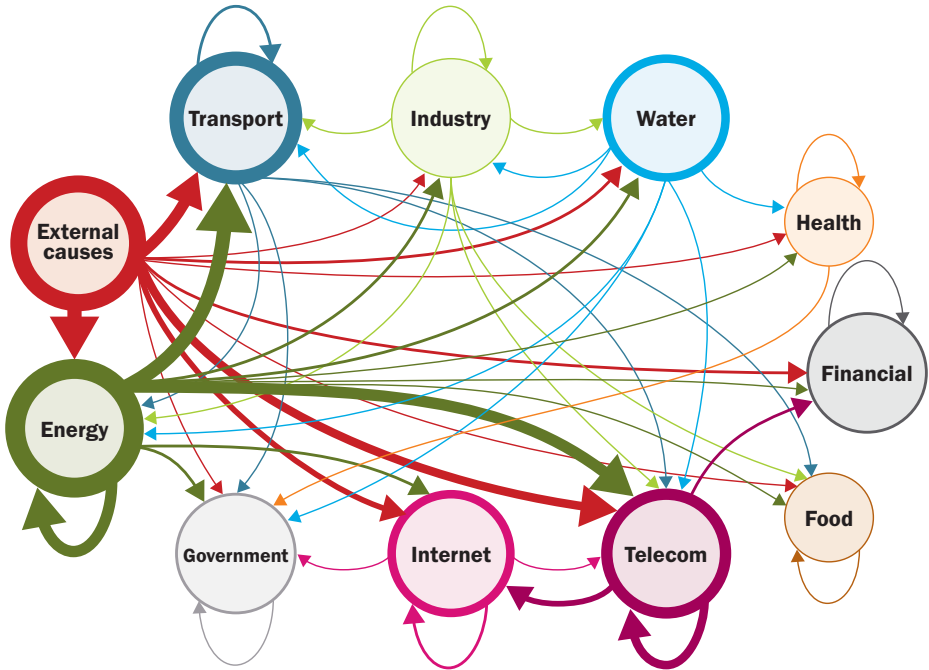 Transport
Industry
Water
Health
External
causes
Financial
Energy
Food
Government
Internet
Telecom